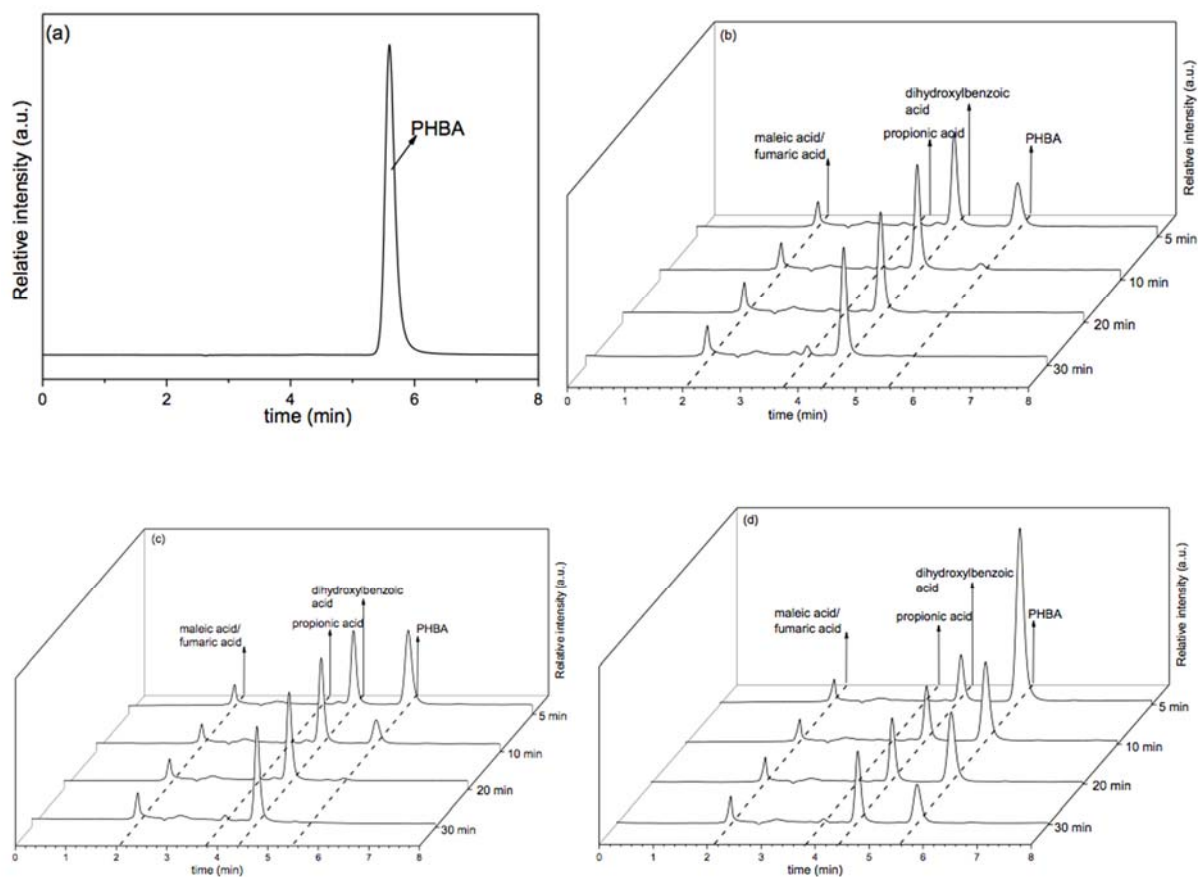 (a)
PHBA
Relative intensity (a.u.)
0 2 4 6 8
time (min)
(b)
dihydroxylbenzoic
acid
propionic acid
maleic acid/
fumaric acid
PHBA
Relative intensity (a.u.)
5 min
10 min
20 min
30 min
0 1 2 3 4 5 6 7 8
time (min)
(c)
dihydroxylbenzoic
acid
propionic acid
maleic acid/
fumaric acid
PHBA
Relative intensity (a.u.)
5 min
10 min
20 min
30 min
0 1 2 3 4 5 6 7 8
time (min)
(d)
dihydroxylbenzoic
acid
propionic acid
maleic acid/
fumaric acid
PHBA
Relative intensity (a.u.)
5 min
10 min
20 min
30 min
0 1 2 3 4 5 6 7 8
time (min)